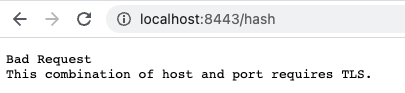 localhost:8443/hash
Bad Request
This combination of host and port requires TLS.